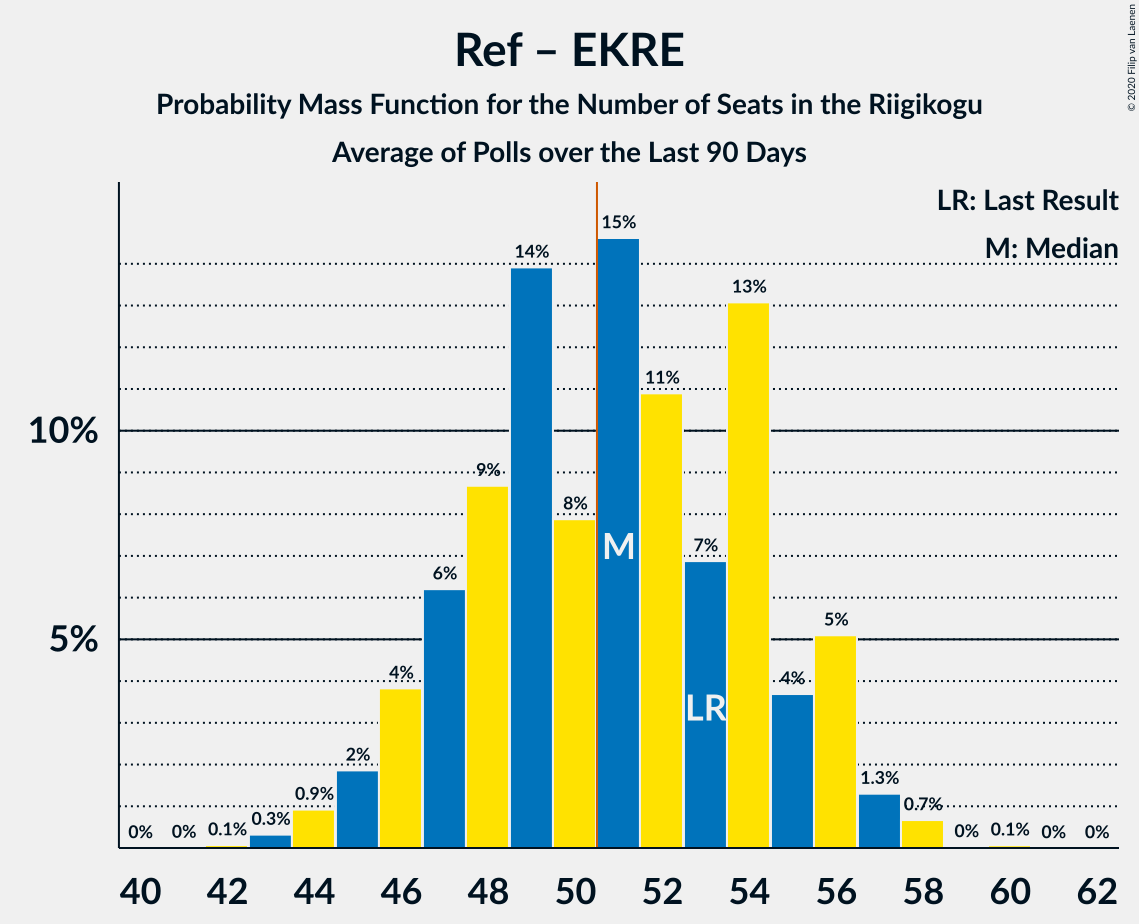 Ref – EKRE
Probability Mass Function for the Number of Seats in the Riigikogu
Average of Polls over the Last 90 Days
© 2020 Filip van Laenen
LR: Last Result
M: Median
10%
5%
0%
0%
0.1%
0.3%
0.9%
2%
4%
6%
9%
14%
8%
15%
11%
7%
13%
4%
5%
1.3%
0.7%
0%
0.1%
0%
0%
M
LR
40 42 44 46 48 50 52 54 56 58 60 62